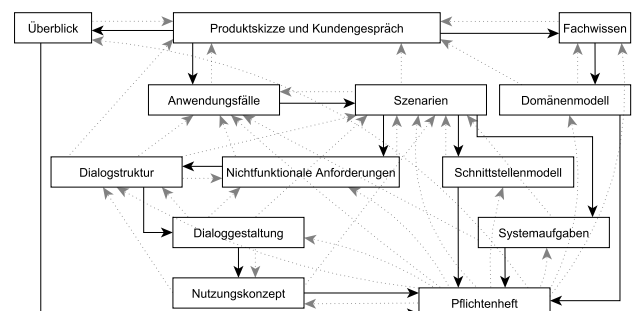 Überblick
Produktskizze und Kundengespräch
Fachwissen
Anwendungsfälle
Szenarien
Domänenmodell
Dialogstruktur
Nichtfunktionale Anforderungen
Schnittstellenmodell
Dialoggestaltung
Systemaufgaben
Nutzungskonzept
Pflichtenheft